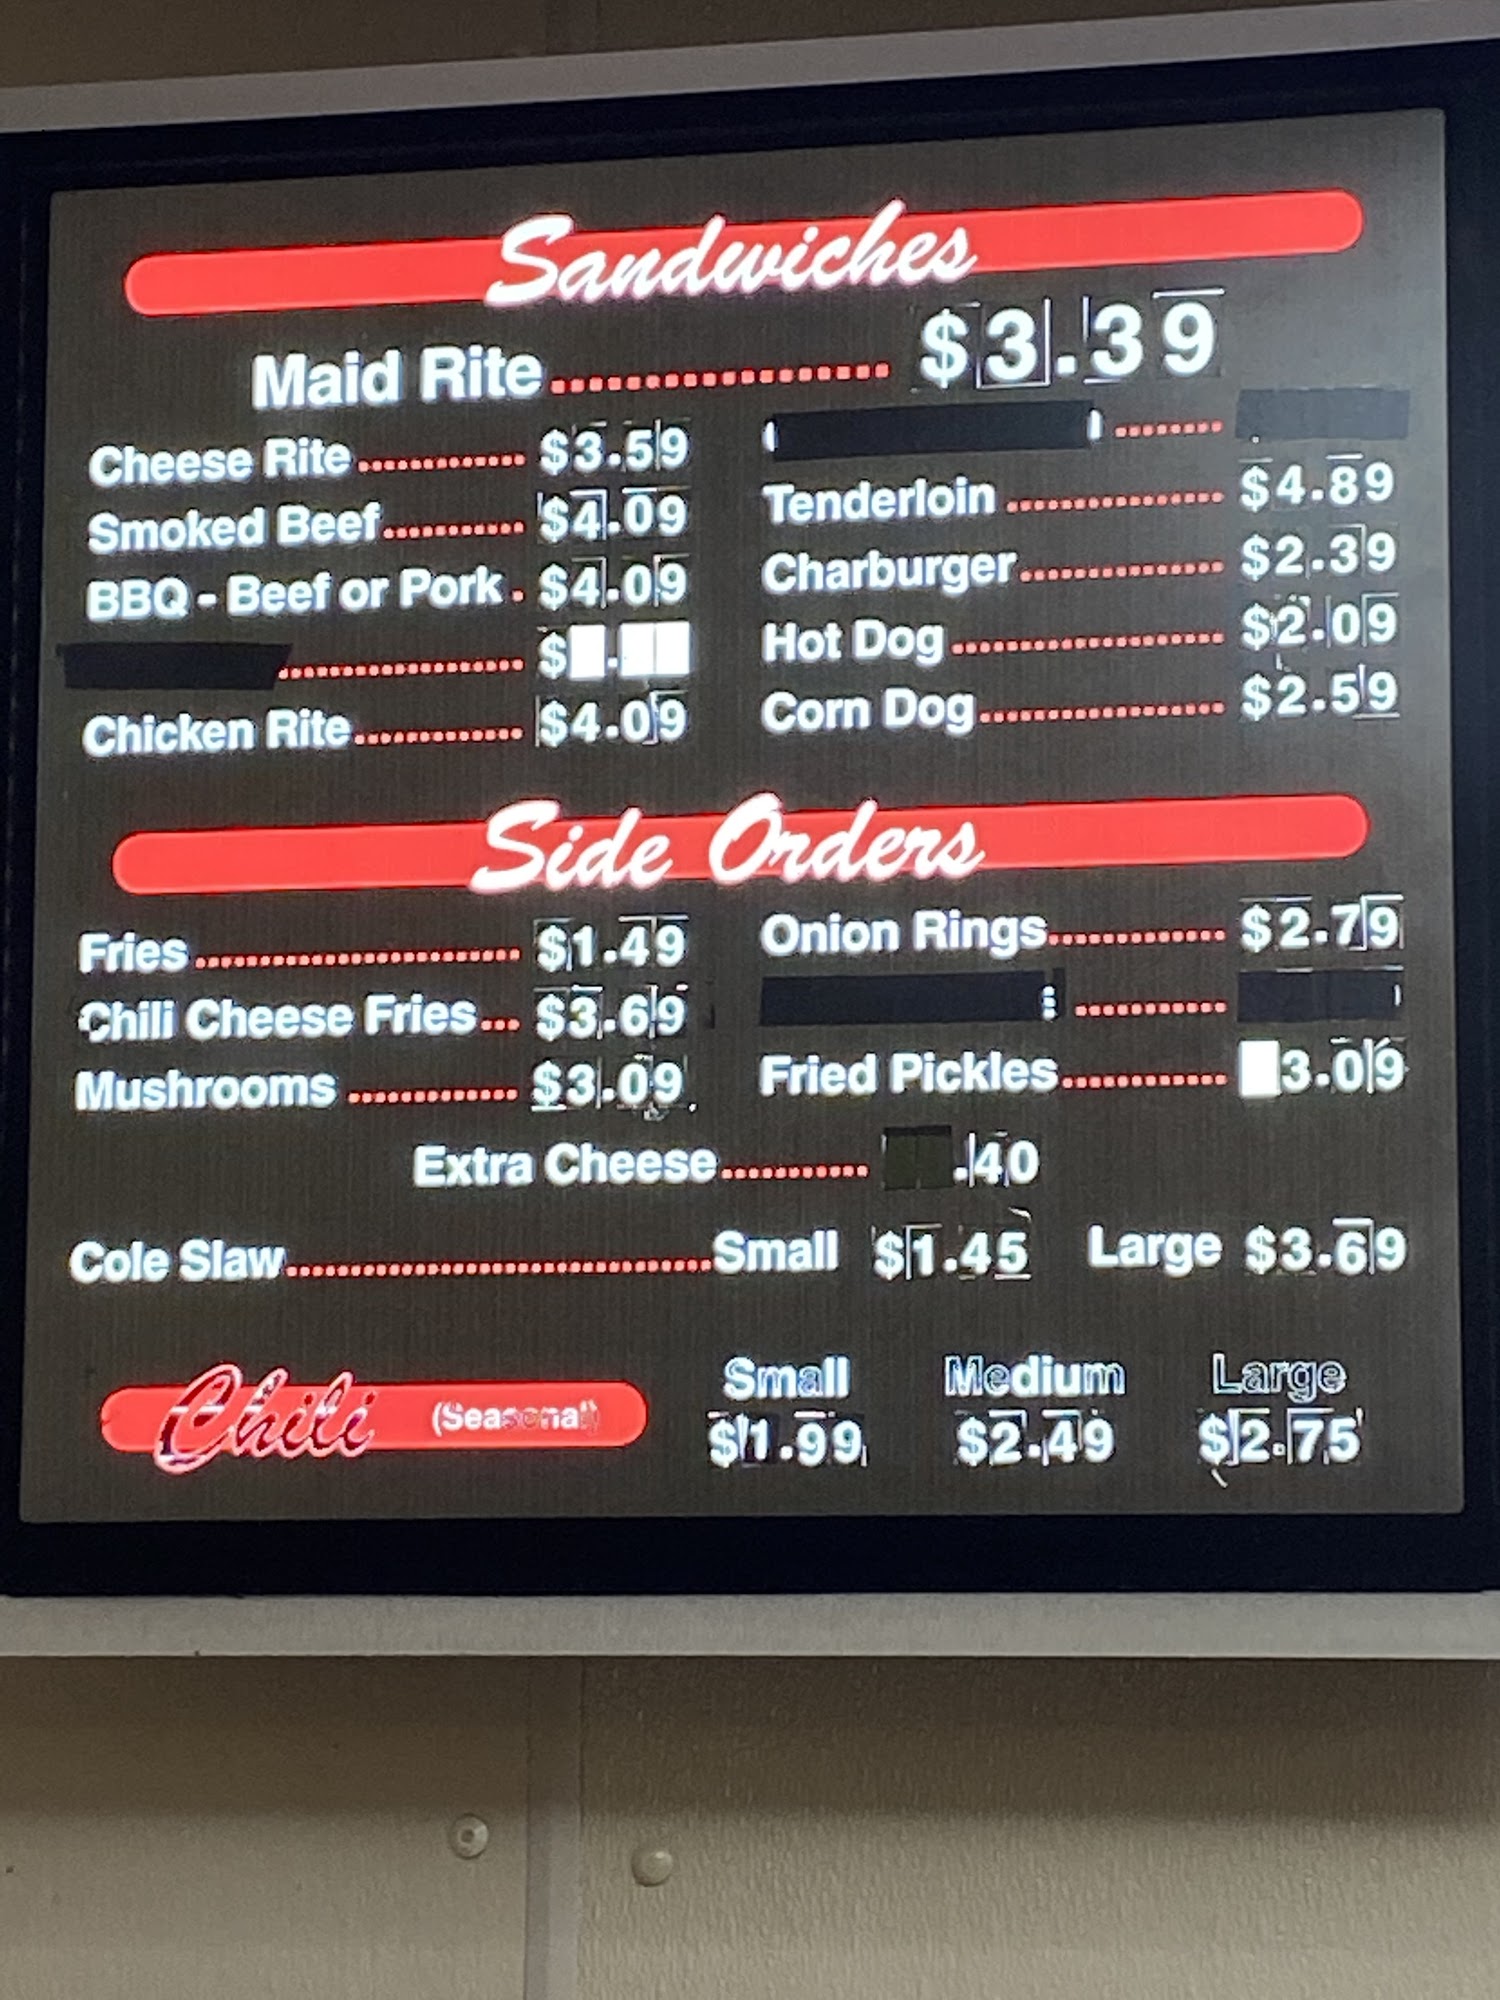 Sandwiches
Maid Rite................. $3.39
Cheese Rite............. $3.59
Smoked Beef........... $4.09
BBQ - Beef or Pork . $4.09
................... $ .
Chicken Rite............. $4.09
........
Tenderloin ................ $4.89
Charburger............... $2.39
Hot Dog.................... $2.09
Corn Dog.................. $2.59
Side Orders
Fries......................... $1.49
Chili Cheese Fries... $3.69
Mushrooms ............. $3.09
Onion Rings............. $2.79
...........
Fried Pickles............ 3.09
Extra Cheese........... .40
Cole Slaw.................................Small $1.45 Large $3.69
Chili (Seasonal)
Small Medium Large
$1.99 $2.49 $2.75